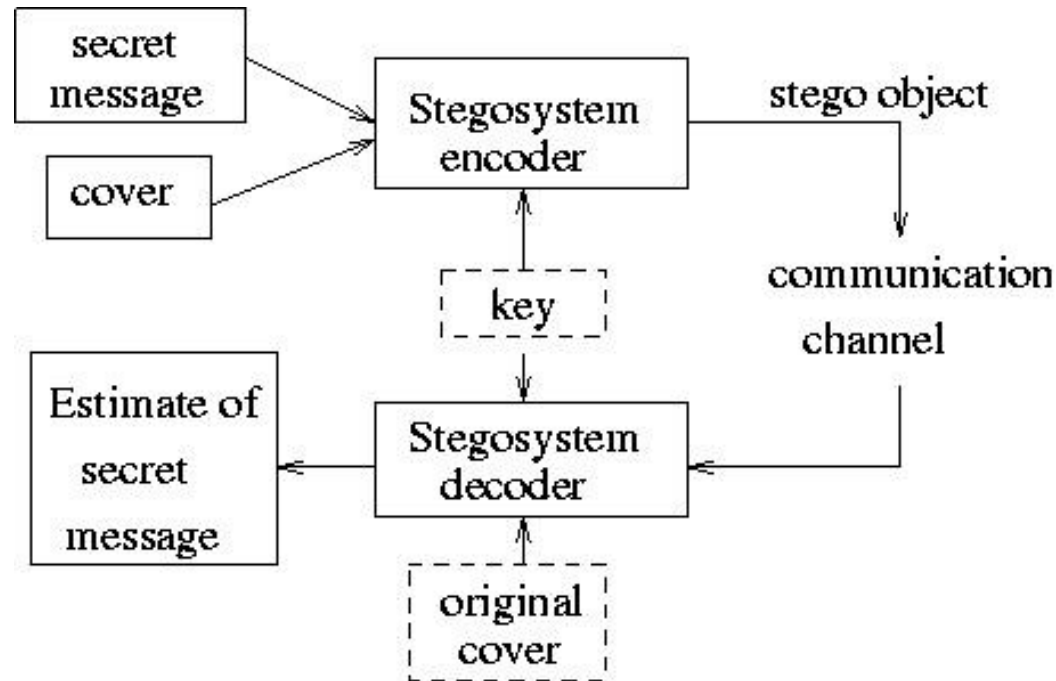 secret
message
cover
Stegosystem
encoder
stego object
key
communication
channel
Estimate of
secret
message
Stegosystem
decoder
original
cover